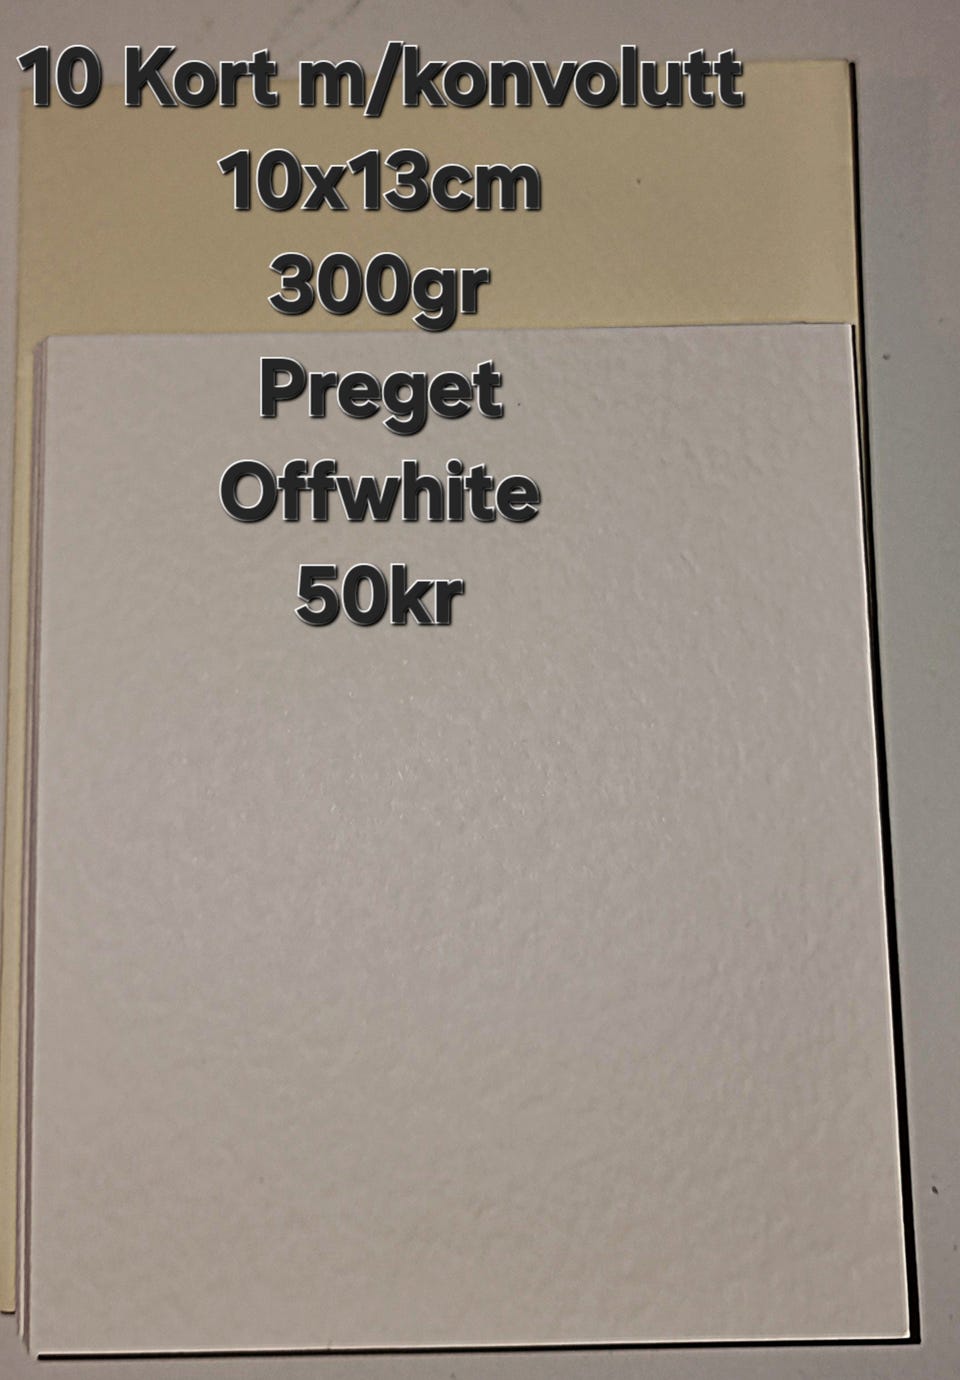 10 Kort m/konvolutt
10x13cm
300gr
Preget
Offwhite
50kr